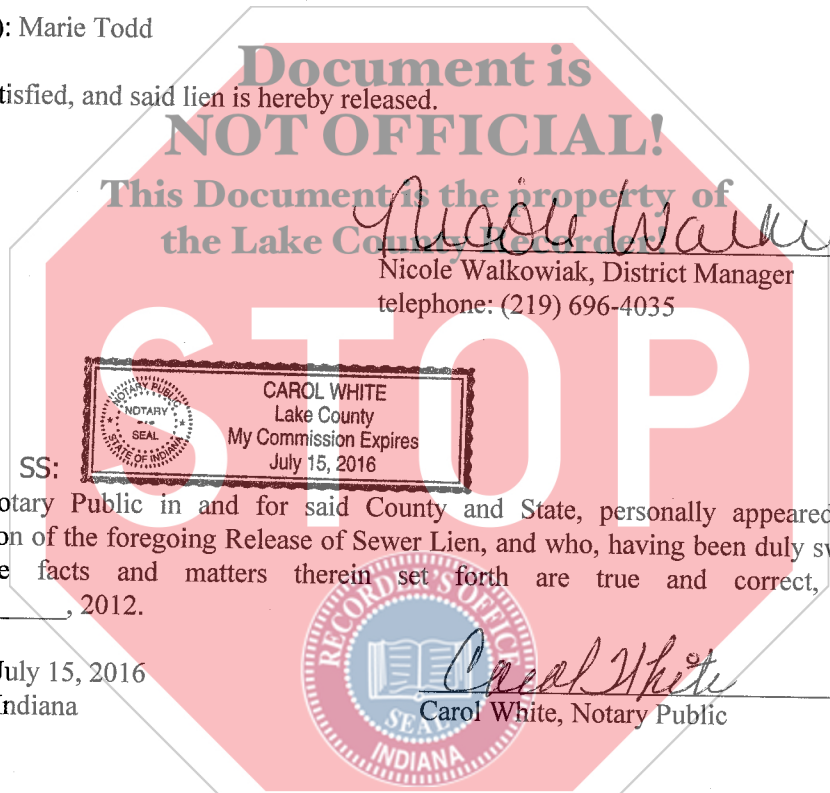 ): Marie Todd
Document is
tisfied, and said lien is hereby released.
NOT OFFICIAL!
This Document is the property of
the Lake County Recorder!
Nicole Walk
Nicole Walkowiak, District Manager
telephone: (219) 696-4035
STOP
NOTARY PUBLIC
NOTARY
SEAL
STATE OF INDIANA
CAROL WHITE
Lake County
My Commission Expires
July 15, 2016
SS:
otary Public in and for said County and State, personally appeared
on of the foregoing Release of Sewer Lien, and who, having been duly sw
e facts and matters therein set forth are true and correct,
, 2012.
RECORDER'S OFFICE
SEAL
INDIANA
July 15, 2016
Indiana
Carol White
Carol White, Notary Public